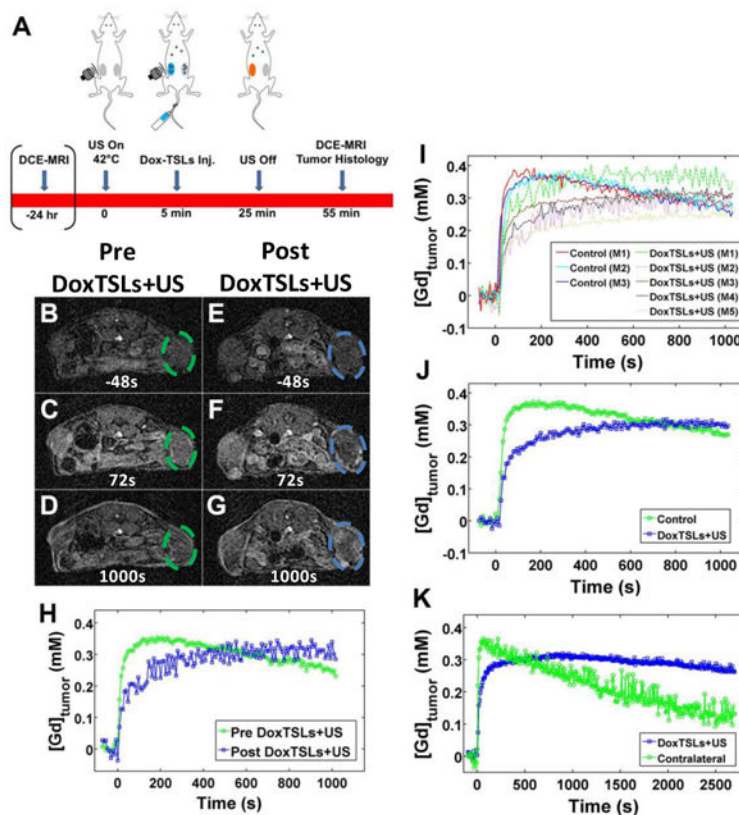 A
DCE-MRI
US On
42°C
Dox-TSLs Inj.
US Off
DCE-MRI
Tumor Histology
-24 hr
0
5 min
25 min
55 min
Pre
DoxTSLs+US
Post
DoxTSLs+US
B
-48s
E
-48s
C
72s
F
72s
D
1000s
G
1000s
H
[Gd]tumor (mM)
0.4
0.3
0.2
0.1
0
0 200 400 600 800 1000
Time (s)
Pre DoxTSLs+US
Post DoxTSLs+US
I
[Gd]tumor (mM)
0.4
0.3
0.2
0.1
0
-0.1
0 200 400 600 800 1000
Time (s)
Control (M1)
Control (M2)
Control (M3)
DoxTSLs+US (M1)
DoxTSLs+US (M2)
DoxTSLs+US (M3)
DoxTSLs+US (M4)
DoxTSLs+US (M5)
J
[Gd]tumor (mM)
0.4
0.3
0.2
0.1
0
-0.1
0 200 400 600 800 1000
Time (s)
Control
DoxTSLs+US
K
[Gd]tumor (mM)
0.4
0.3
0.2
0.1
0
0 500 1000 1500 2000 2500
Time (s)
DoxTSLs+US
Contralateral